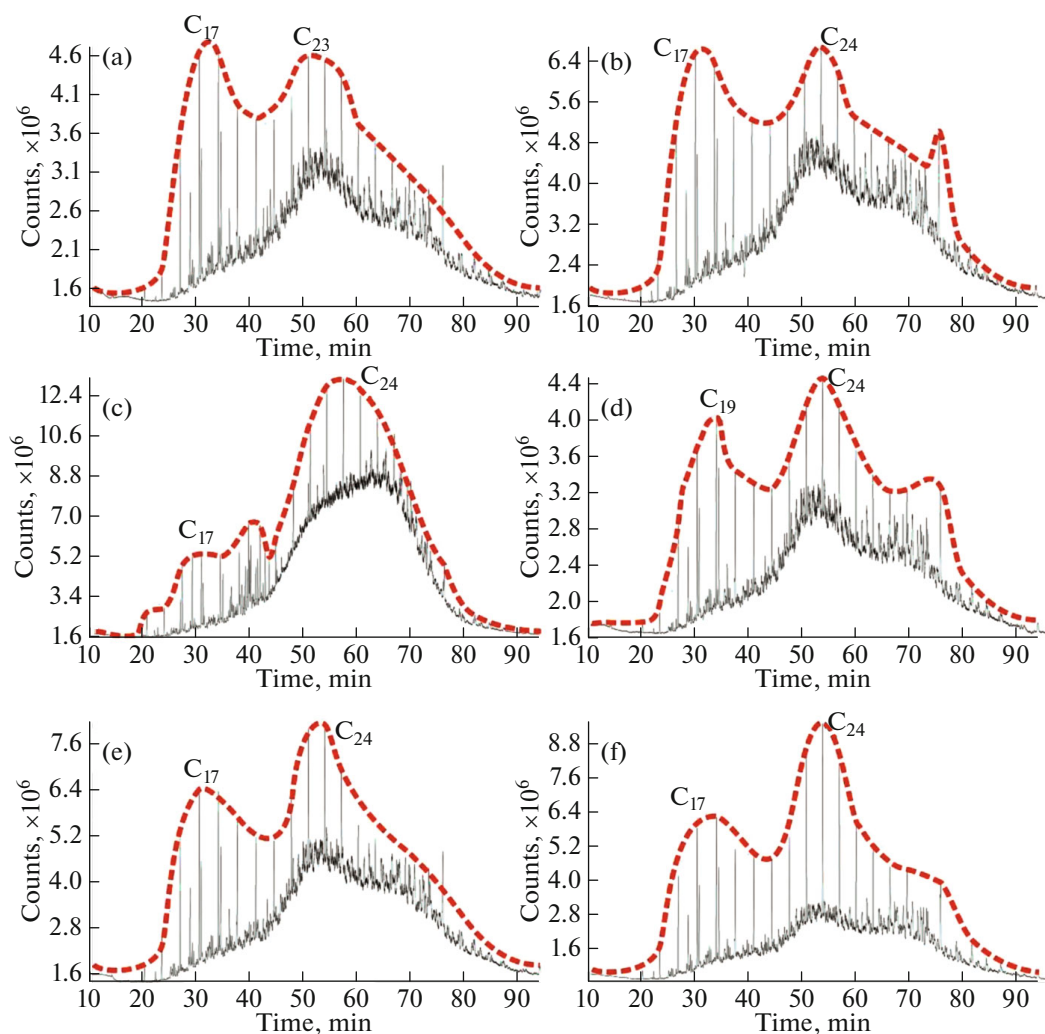 (a)
C17
C23
Counts, ×10^6
4.6
4.1
3.6
3.1
2.6
2.1
1.6
10 20 30 40 50 60 70 80 90
Time, min
(b)
C17
C24
Counts, ×10^6
6.4
5.6
4.8
4.0
3.2
2.4
1.6
10 20 30 40 50 60 70 80 90
Time, min
(c)
C17
C24
Counts, ×10^6
12.4
10.6
8.8
7.0
5.2
3.4
1.6
10 20 30 40 50 60 70 80 90
Time, min
(d)
C19
C24
Counts, ×10^6
4.4
4.0
3.6
3.2
2.8
2.4
2.0
1.6
10 20 30 40 50 60 70 80 90
Time, min
(e)
C17
C24
Counts, ×10^6
7.6
6.4
5.2
4.0
2.8
1.6
10 20 30 40 50 60 70 80 90
Time, min
(f)
C17
C24
Counts, ×10^6
8.8
7.6
6.4
5.2
4.0
2.8
1.6
10 20 30 40 50 60 70 80 90
Time, min